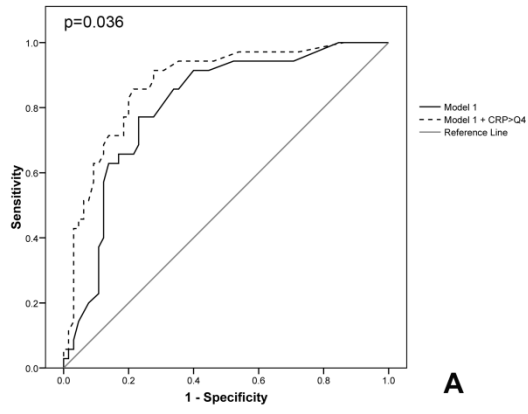 p=0.036
1.0
0.8
0.6
0.4
0.2
0.0
Sensitivity
0.0
0.2
0.4
0.6
0.8
1.0
1 - Specificity
Model 1
Model 1 + CRP>Q4
Reference Line
A